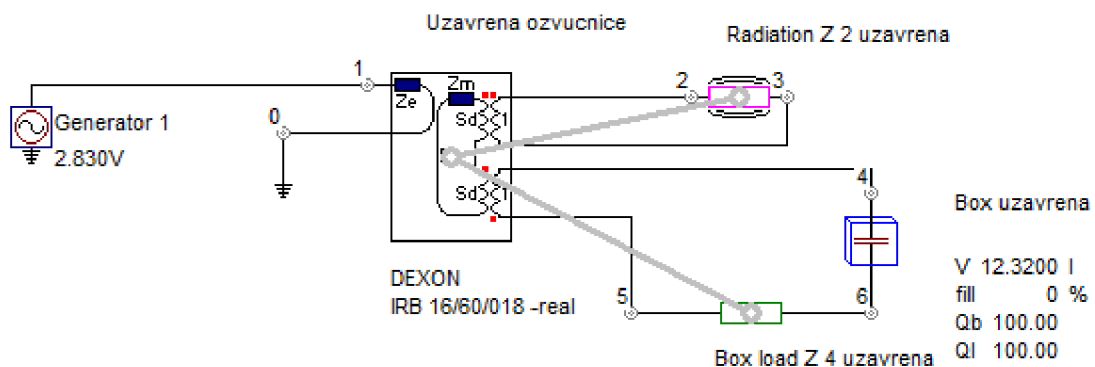 Uzavrena ozvucnice
Radiation Z 2 uzavrena
1
Ze
Zm
Sd
1
2
3
Generator 1
2.830V
0
Sd
1
4
Box uzavrena
V 12.3200 l
fill 0 %
Qb 100.00
Ql 100.00
DEXON
IRB 16/60/018 -real
5
6
Box load Z 4 uzavrena